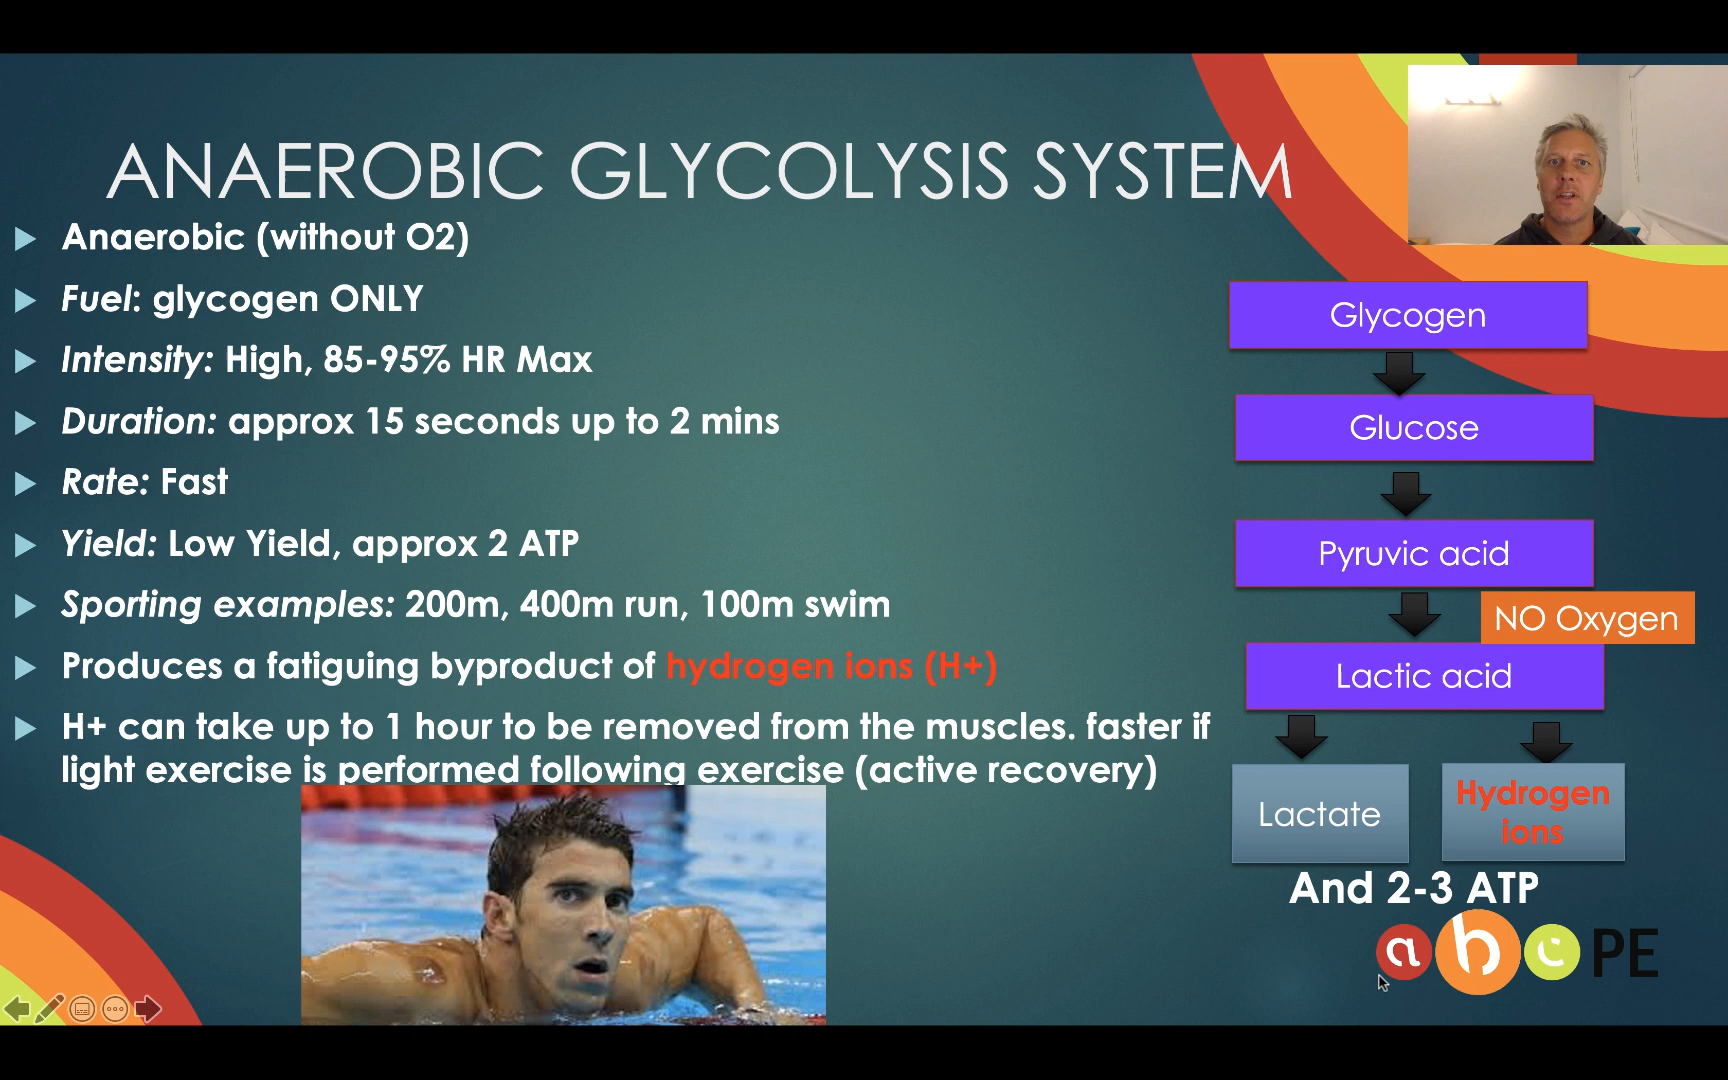 ANAEROBIC GLYCOLYSIS SYSTEM
Anaerobic (without O2)
Fuel: glycogen ONLY
Intensity: High, 85-95% HR Max
Duration: approx 15 seconds up to 2 mins
Rate: Fast
Yield: Low Yield, approx 2 ATP
Sporting examples: 200m, 400m run, 100m swim
Produces a fatiguing byproduct of hydrogen ions (H+)
H+ can take up to 1 hour to be removed from the muscles. faster if
light exercise is performed following exercise (active recovery)
Glycogen
Glucose
Pyruvic acid
NO Oxygen
Lactic acid
Lactate
Hydrogen
ions
And 2-3 ATP
a b c PE